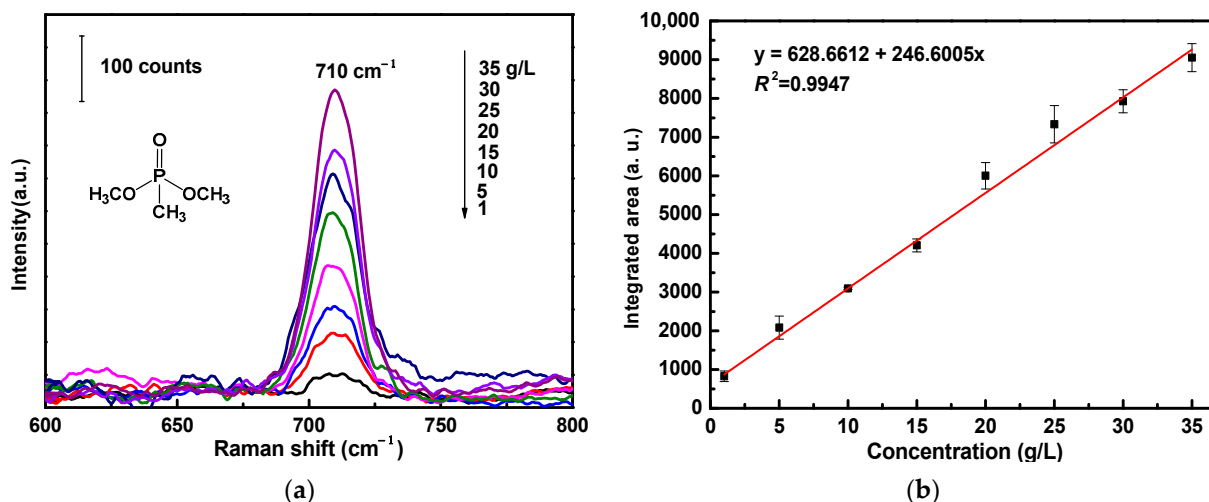 100 counts
710 cm⁻¹
35 g/L
30
25
20
15
10
5
1
O
P
H₃CO
OCH₃
CH₃
Intensity(a.u.)
600
650
700
750
800
Raman shift (cm⁻¹)
(a)
y = 628.6612 + 246.6005x
R²=0.9947
Integrated area (a. u.)
10,000
9000
8000
7000
6000
5000
4000
3000
2000
1000
0
0
5
10
15
20
25
30
35
Concentration (g/L)
(b)